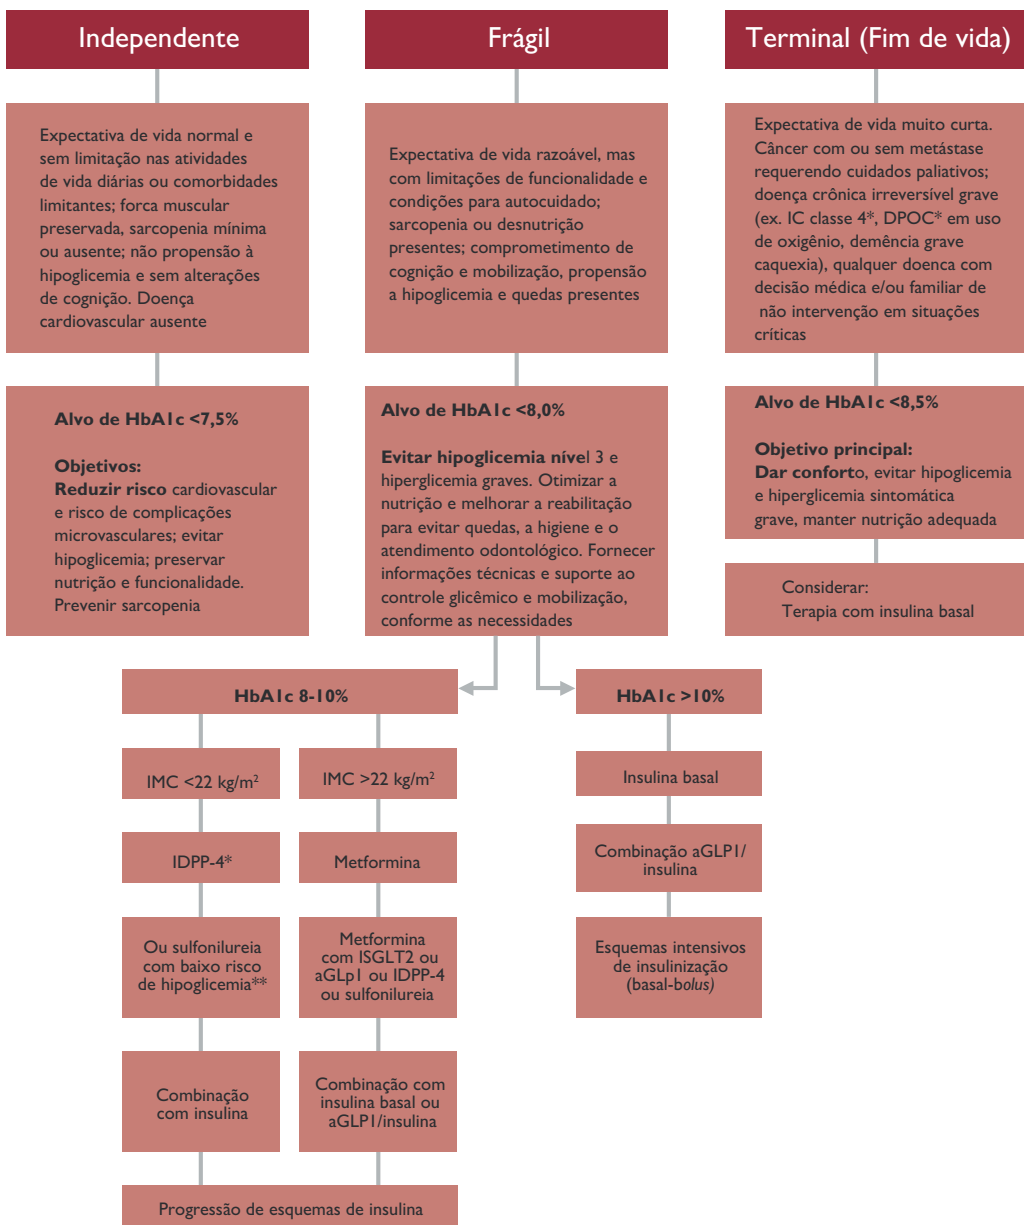 Independente
Expectativa de vida normal e
sem limitação nas atividades
de vida diárias ou comorbidades
limitantes; forca muscular
preservada, sarcopenia mínima
ou ausente; não propensão à
hipoglicemia e sem alterações
de cognição. Doença
cardiovascular ausente
Alvo de HbA1c <7,5%
Objetivos:
Reduzir risco cardiovascular
e risco de complicações
microvasculares; evitar
hipoglicemia; preservar
nutrição e funcionalidade.
Prevenir sarcopenia
Frágil
Expectativa de vida razoável, mas
com limitações de funcionalidade e
condições para autocuidado;
sarcopenia ou desnutrição
presentes; comprometimento de
cognição e mobilização, propensão
a hipoglicemia e quedas presentes
Alvo de HbA1c <8,0%
Evitar hipoglicemia nível 3 e
hiperglicemia graves. Otimizar a
nutrição e melhorar a reabilitação
para evitar quedas, a higiene e o
atendimento odontológico. Fornecer
informações técnicas e suporte ao
controle glicêmico e mobilização,
conforme as necessidades
Terminal (Fim de vida)
Expectativa de vida muito curta.
Câncer com ou sem metástase
requerendo cuidados paliativos;
doença crônica irreversível grave
(ex. IC classe 4*, DPOC* em uso
de oxigênio, demência grave
caquexia), qualquer doenca com
decisão médica e/ou familiar de
não intervenção em situações
críticas
Alvo de HbA1c <8,5%
Objetivo principal:
Dar conforto, evitar hipoglicemia
e hiperglicemia sintomática
grave, manter nutrição adequada
Considerar:
Terapia com insulina basal
HbA1c 8-10%
IMC <22 kg/m²
IDPP-4*
Ou sulfonilureia
com baixo risco
de hipoglicemia**
Combinação
com insulina
IMC >22 kg/m²
Metformina
Metformina
com ISGLT2 ou
aGLp1 ou IDPP-4
ou sulfonilureia
Combinação com
insulina basal ou
aGLP1/insulina
Progressão de esquemas de insulina
HbA1c >10%
Insulina basal
Combinação aGLP1/
insulina
Esquemas intensivos
de insulinização
(basal-bolus)